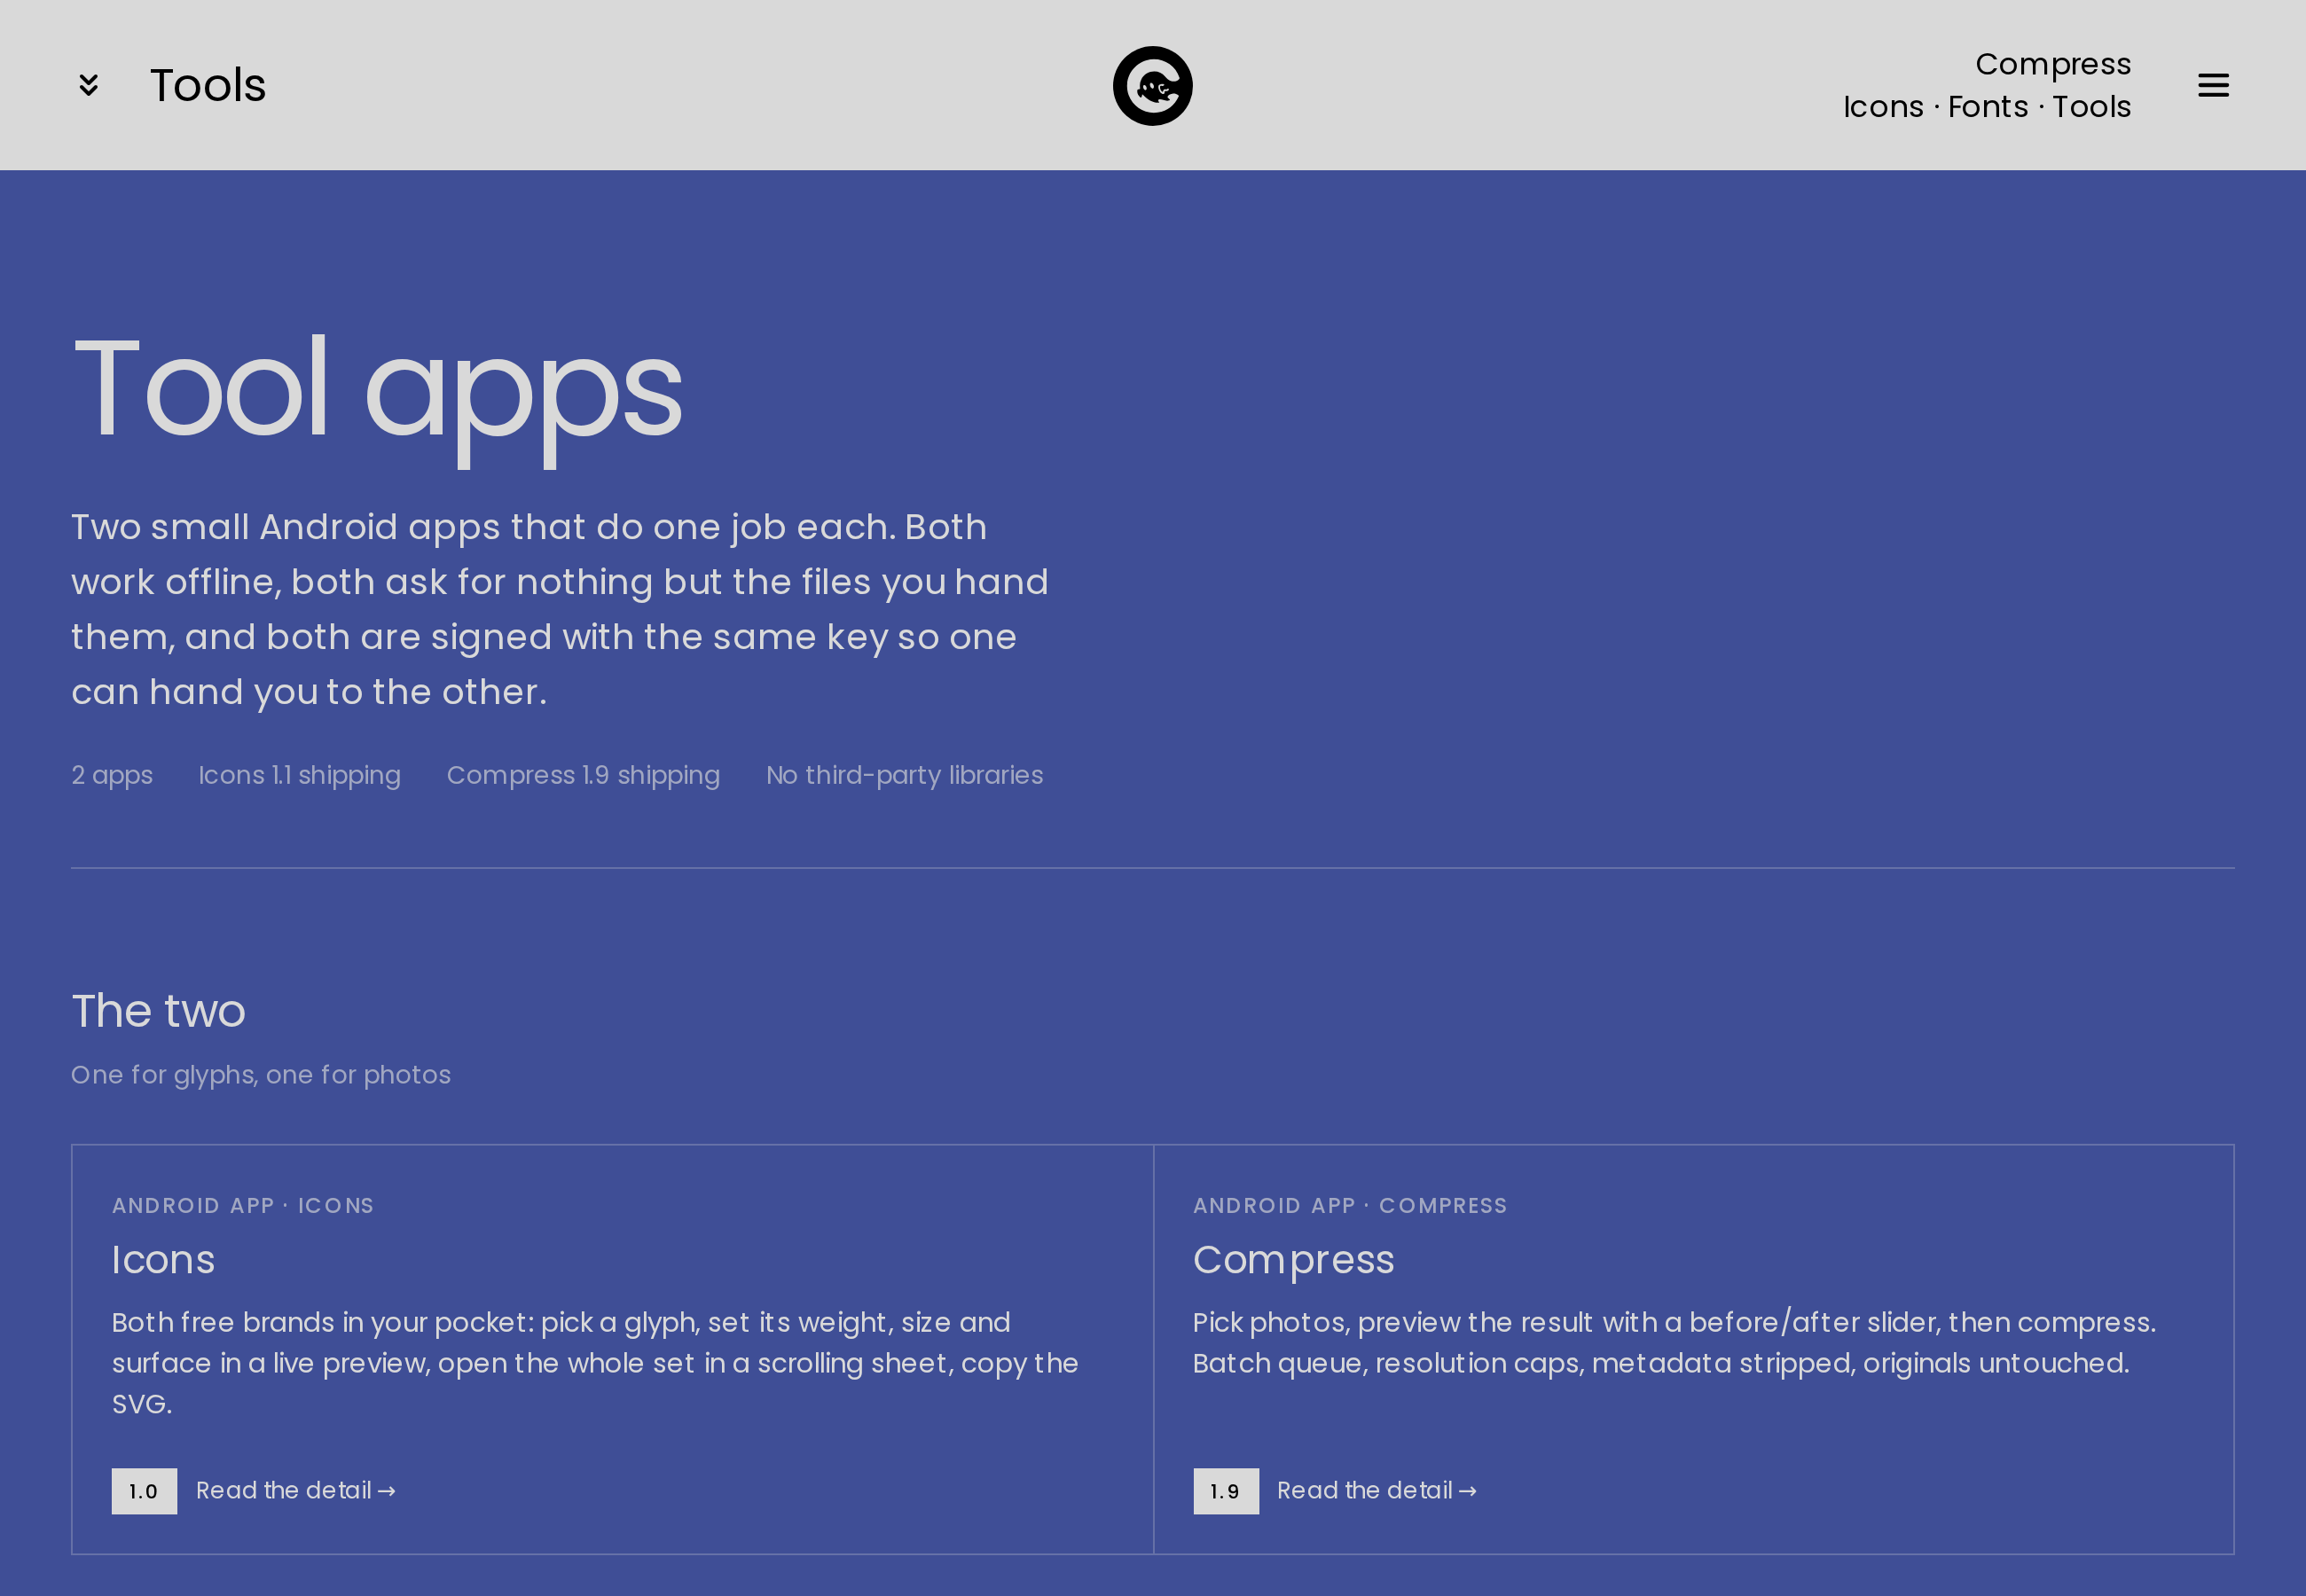 Tools
Compress
Icons · Fonts · Tools
Tool apps
Two small Android apps that do one job each. Both
work offline, both ask for nothing but the files you hand
them, and both are signed with the same key so one
can hand you to the other.
2 apps
Icons 1.1 shipping
Compress 1.9 shipping
No third-party libraries
The two
One for glyphs, one for photos
ANDROID APP · ICONS
Icons
Both free brands in your pocket: pick a glyph, set its weight, size and
surface in a live preview, open the whole set in a scrolling sheet, copy the
SVG.
1.0
Read the detail →
ANDROID APP · COMPRESS
Compress
Pick photos, preview the result with a before/after slider, then compress.
Batch queue, resolution caps, metadata stripped, originals untouched.
1.9
Read the detail →